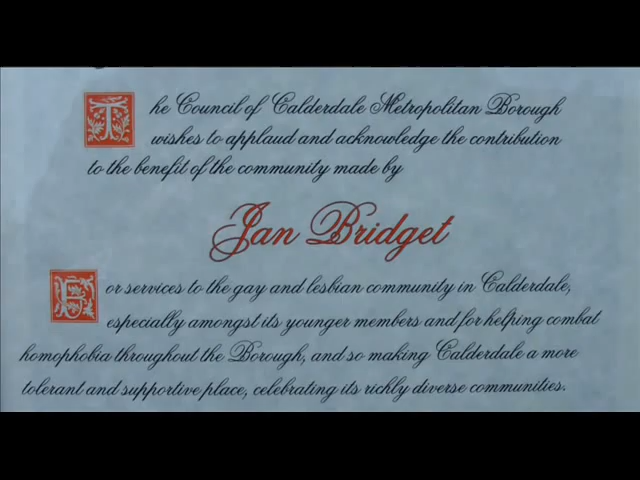 The Council of Calderdale Metropolitan Borough
wishes to applaud and acknowledge the contribution
to the benefit of the community made by
Jan Bridget
For services to the gay and lesbian community in Calderdale,
especially amongst its younger members and for helping combat
homophobia throughout the Borough, and so making Calderdale a more
tolerant and supportive place, celebrating its richly diverse communities.